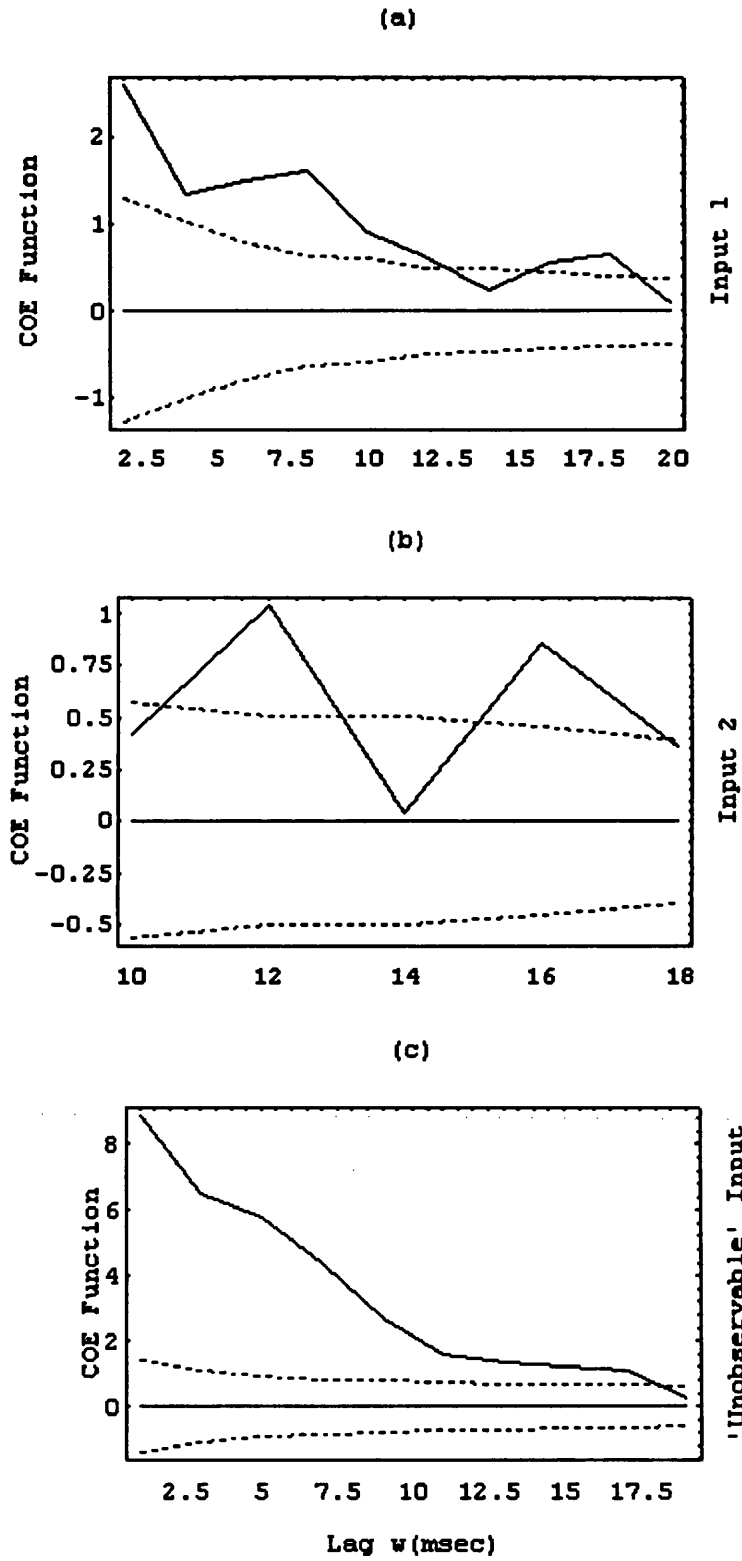 (a)
2
1
0
-1
COE Function
Input 1
2.5 5 7.5 10 12.5 15 17.5 20
(b)
1
0.75
0.5
0.25
0
-0.25
-0.5
COE Function
Input 2
10 12 14 16 18
(c)
8
6
4
2
0
COE Function
'Unobservable' Input
2.5 5 7.5 10 12.5 15 17.5
Lag w(msec)